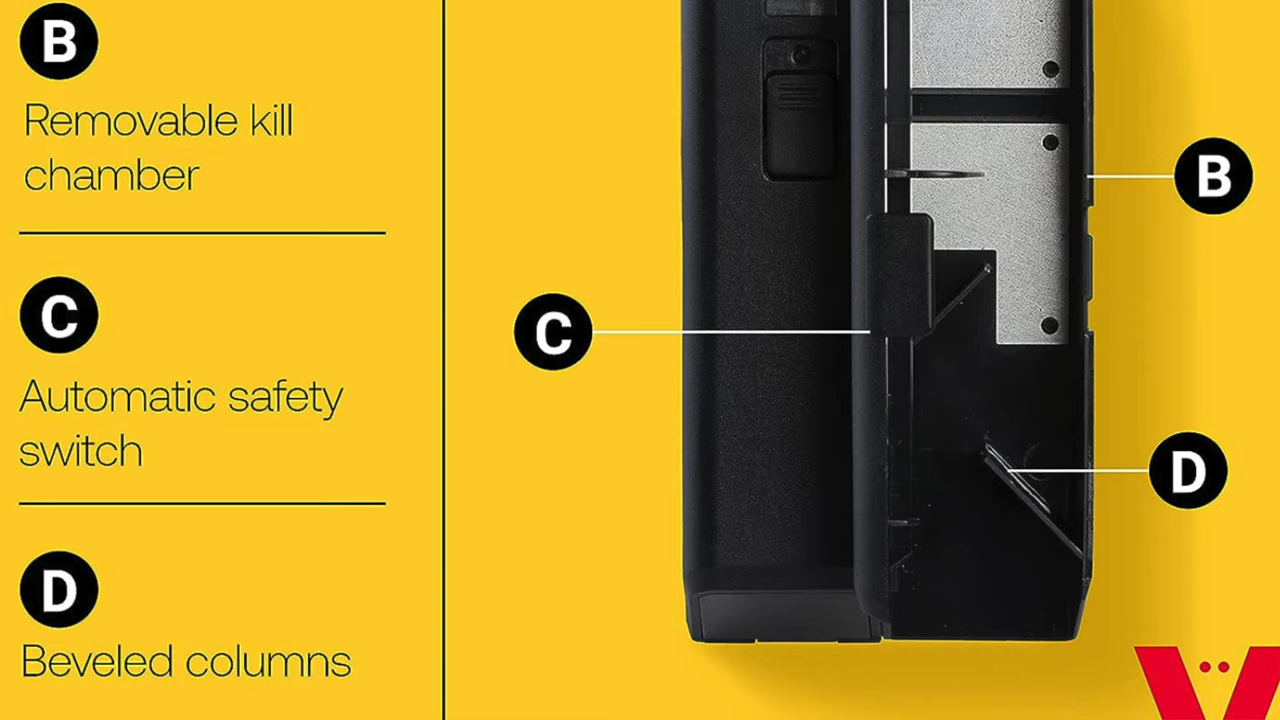 B
Removable kill
chamber
C
Automatic safety
switch
D
Beveled columns
B
C
D
V